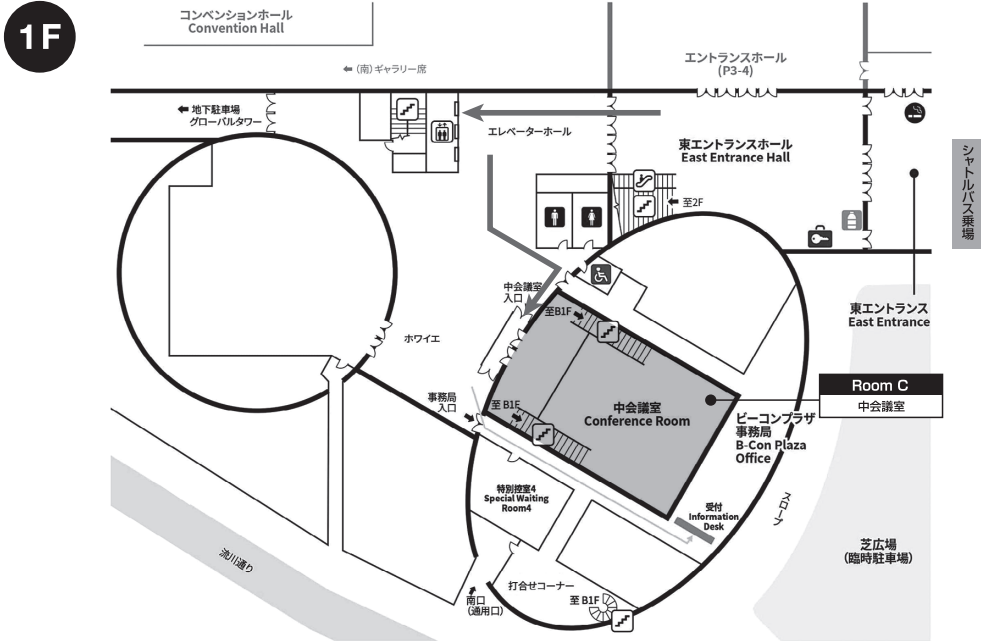 1F
コンベンションホール
Convention Hall
(南)ギャラリー席
エントランスホール
(P3-4)
地下駐車場
グローバルタワー
エレベーターホール
東エントランスホール
East Entrance Hall
至2F
シャトルバス乗場
中会議室
入口
至B1F
東エントランス
East Entrance
ホワイエ
Room C
中会議室
事務局
入口
至 B1F
中会議室
Conference Room
ビーコンプラザ
事務局
B-Con Plaza
Office
特別控室4
Special Waiting
Room4
受付
Information
Desk
スロープ
芝広場
(臨時駐車場)
流川通り
打合せコーナー
南口
(通用口)
至 B1F